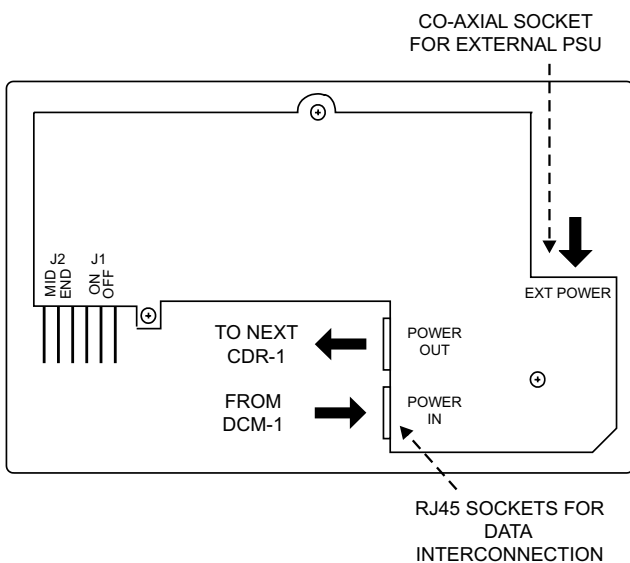 CO-AXIAL SOCKET
FOR EXTERNAL PSU
J2
J1
MID
END
ON
OFF
EXT POWER
TO NEXT
CDR-1
POWER
OUT
FROM
DCM-1
POWER
IN
RJ45 SOCKETS FOR
DATA
INTERCONNECTION